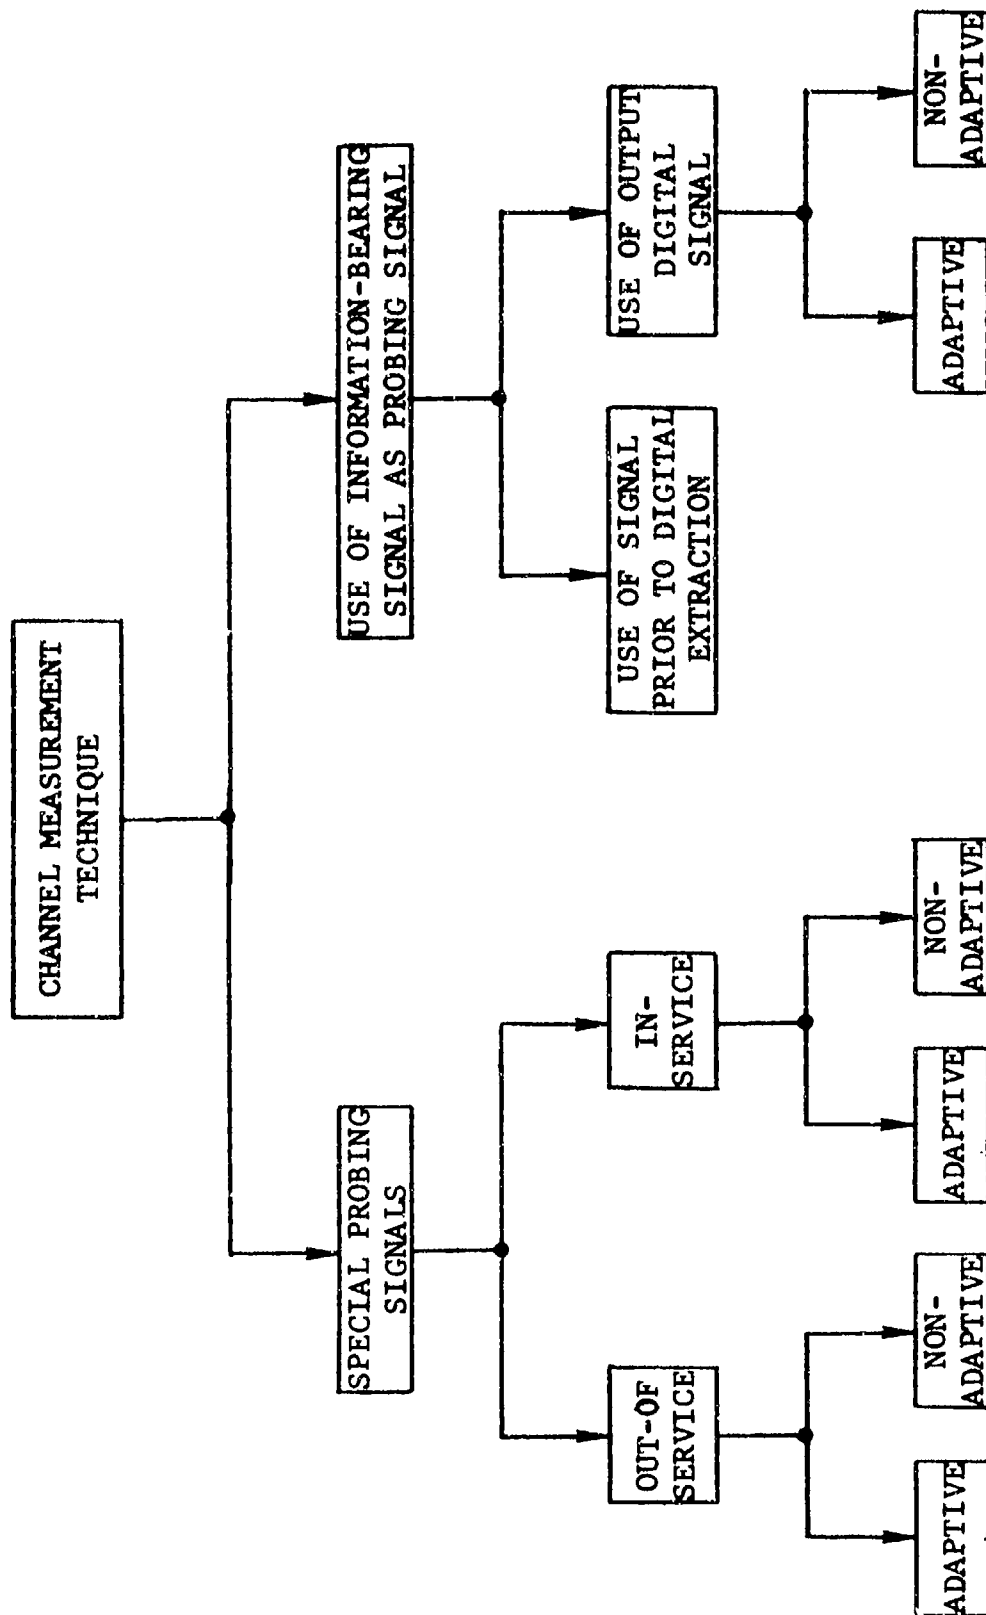 CHANNEL MEASUREMENT
TECHNIQUE
SPECIAL PROBING
SIGNALS
USE OF INFORMATION-BEARING
SIGNAL AS PROBING SIGNAL
OUT-OF
SERVICE
IN-
SERVICE
USE OF SIGNAL
PRIOR TO DIGITAL
EXTRACTION
USE OF OUTPUT
DIGITAL
SIGNAL
ADAPTIVE
NON-
ADAPTIVE
ADAPTIVE
NON-
ADAPTIVE
ADAPTIVE
NON-
ADAPTIVE